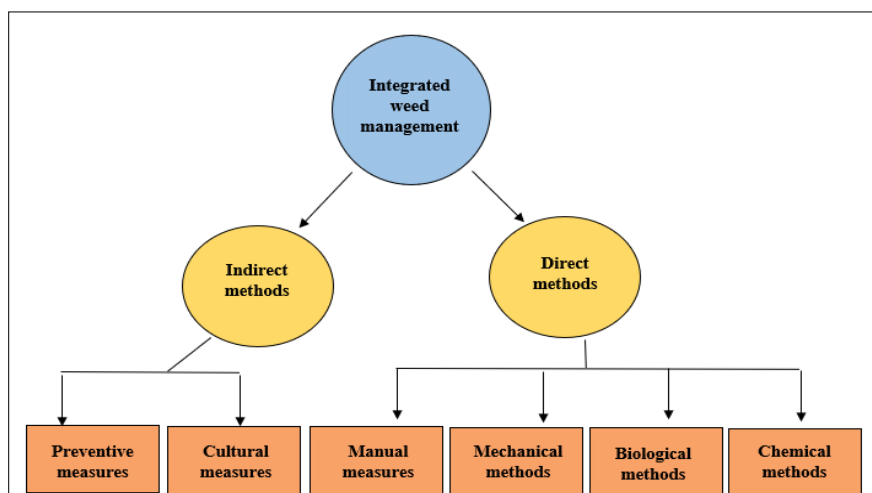 Integrated
weed
management
Indirect
methods
Direct
methods
Preventive
measures
Cultural
measures
Manual
measures
Mechanical
methods
Biological
methods
Chemical
methods